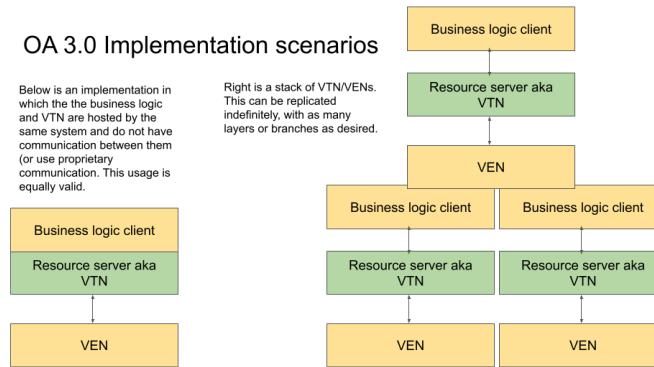 OA 3.0 Implementation scenarios
Below is an implementation in
which the the business logic
and VTN are hosted by the
same system and do not have
communication between them
(or use proprietary
communication. This usage is
equally valid.
Right is a stack of VTN/VENs.
This can be replicated
indefinitely, with as many
layers or branches as desired.
Business logic client
Resource server aka
VTN
VEN
Business logic client
Resource server aka
VTN
VEN
Business logic client
Business logic client
Resource server aka
VTN
Resource server aka
VTN
VEN
VEN